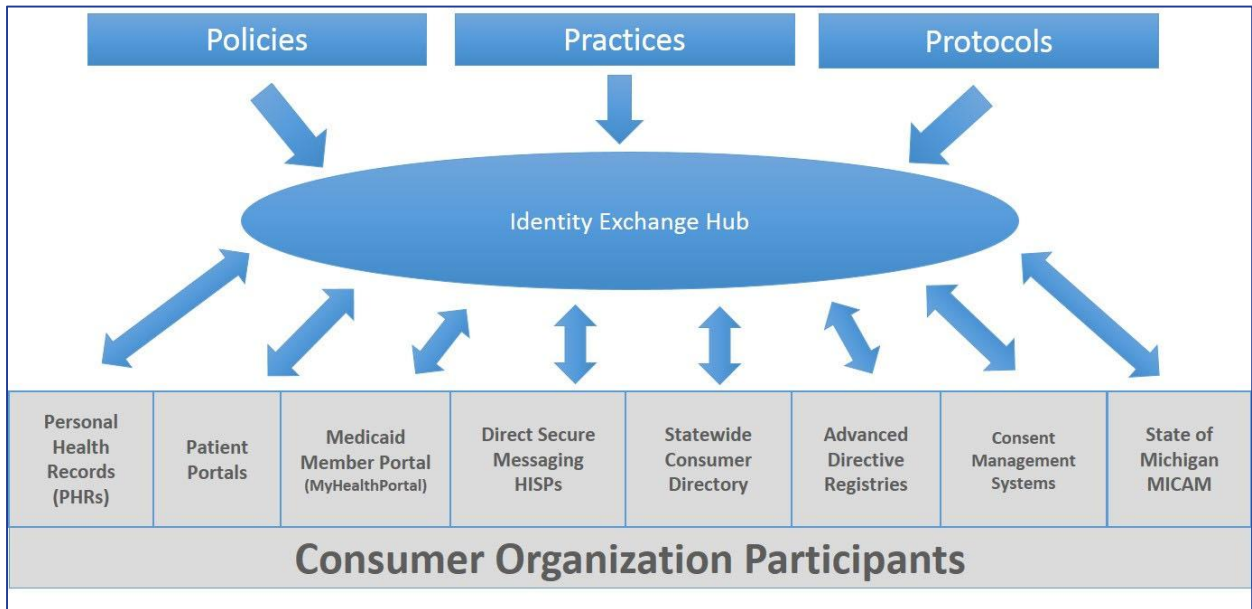 Policies
Practices
Protocols
Identity Exchange Hub
Personal
Health
Records
(PHRs)
Patient
Portals
Medicaid
Member Portal
(MyHealthPortal)
Direct Secure
Messaging
HISPs
Statewide
Consumer
Directory
Advanced
Directive
Registries
Consent
Management
Systems
State of
Michigan
MICAM
Consumer Organization Participants